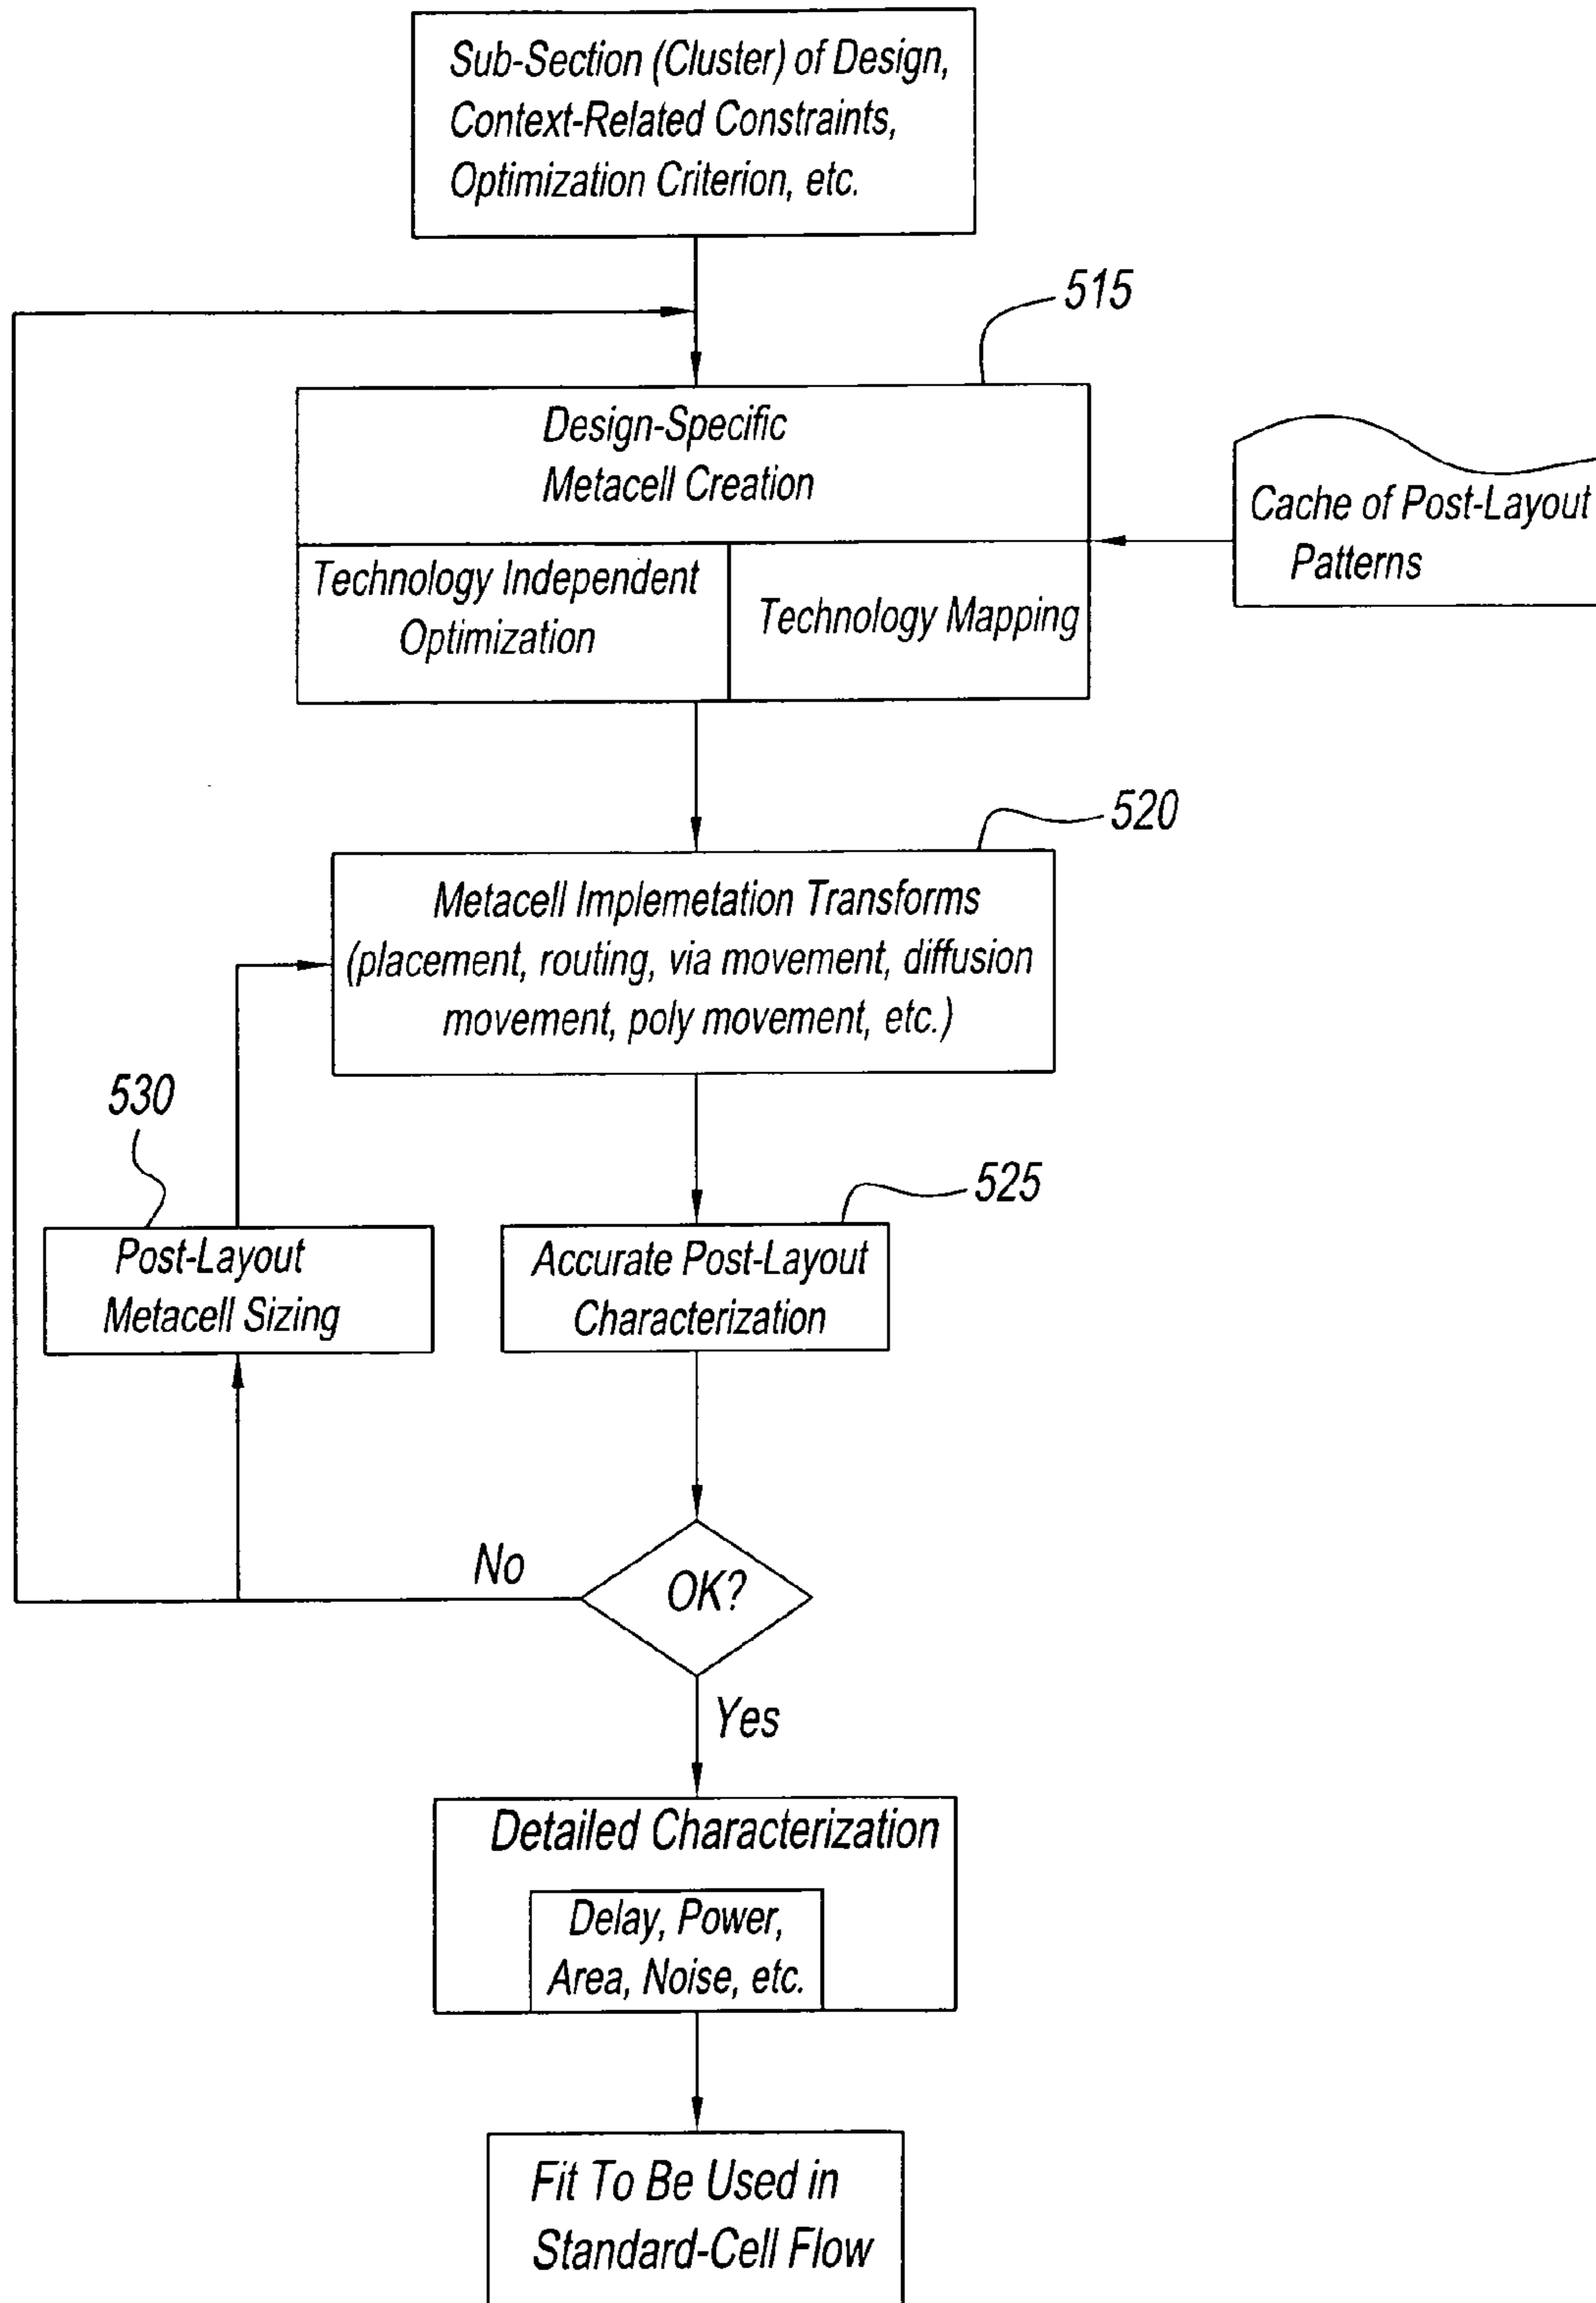 Sub-Section (Cluster) of Design,
Context-Related Constraints,
Optimization Criterion, etc.
515
Design-Specific
Metacell Creation
Cache of Post-Layout
Patterns
Technology Independent
Optimization
Technology Mapping
520
Metacell Implemetation Transforms
(placement, routing, via movement, diffusion
movement, poly movement, etc.)
530
525
Post-Layout
Metacell Sizing
Accurate Post-Layout
Characterization
No
OK?
Yes
Detailed Characterization
Delay, Power,
Area, Noise, etc.
Fit To Be Used in
Standard-Cell Flow